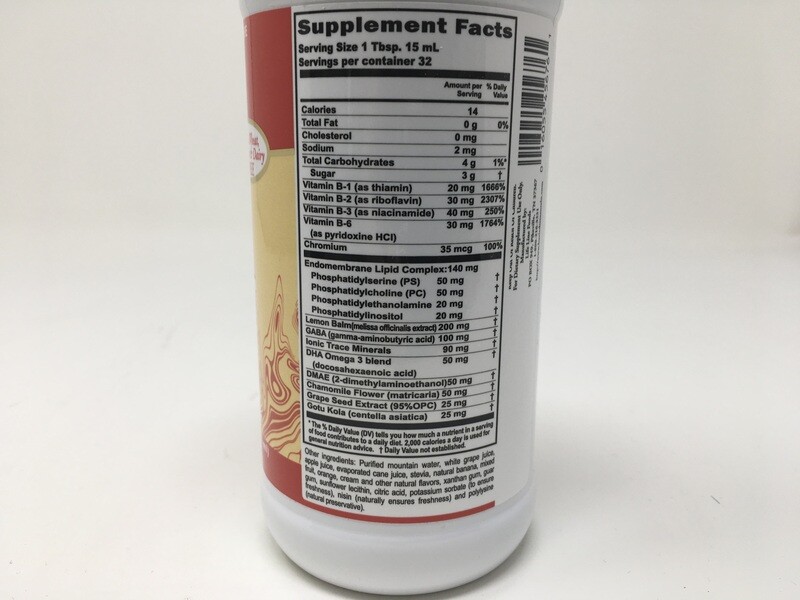 Supplement Facts
Serving Size 1 Tbsp. 15 mL
Servings per container 32
Amount per Serving % Daily Value
Calories 14
Total Fat 0 g 0%
Cholesterol 0 mg
Sodium 2 mg
Total Carbohydrates 4 g 1%*
Sugar 3 g †
Vitamin B-1 (as thiamin) 20 mg 1666%
Vitamin B-2 (as riboflavin) 30 mg 2307%
Vitamin B-3 (as niacinamide) 40 mg 250%
Vitamin B-6 30 mg 1764%
(as pyridoxine HCI)
Chromium 35 mcg 100%
Endomembrane Lipid Complex:140 mg
Phosphatidylserine (PS) 50 mg †
Phosphatidylcholine (PC) 50 mg †
Phosphatidylethanolamine 20 mg †
Phosphatidylinositol 20 mg †
Lemon Balm(melissa officinalis extract) 200 mg †
GABA (gamma-aminobutyric acid) 100 mg †
Ionic Trace Minerals 90 mg †
DHA Omega 3 blend 50 mg †
(docosahexaenoic acid)
DMAE (2-dimethylaminoethanol)50 mg †
Chamomile Flower (matricaria) 50 mg †
Grape Seed Extract (95%OPC) 25 mg †
Gotu Kola (centella asiatica) 25 mg †
* The % Daily Value (DV) tells you how much a nutrient in a serving
of food contributes to a daily diet. 2,000 calories a day is used for
general nutrition advice. † Daily Value not established.
Other ingredients: Purified mountain water, white grape juice,
apple juice, evaporated cane juice, stevia, natural banana, mixed
fruit, orange, cream and other natural flavors, xanthan gum, guar
gum, sunflower lecithin, citric acid, potassium sorbate (to ensure
freshness), nisin (naturally ensures freshness) and polylysine
(natural preservative).
For Dietary Supplement Use Only.
Manufactured by
Life Line Foods